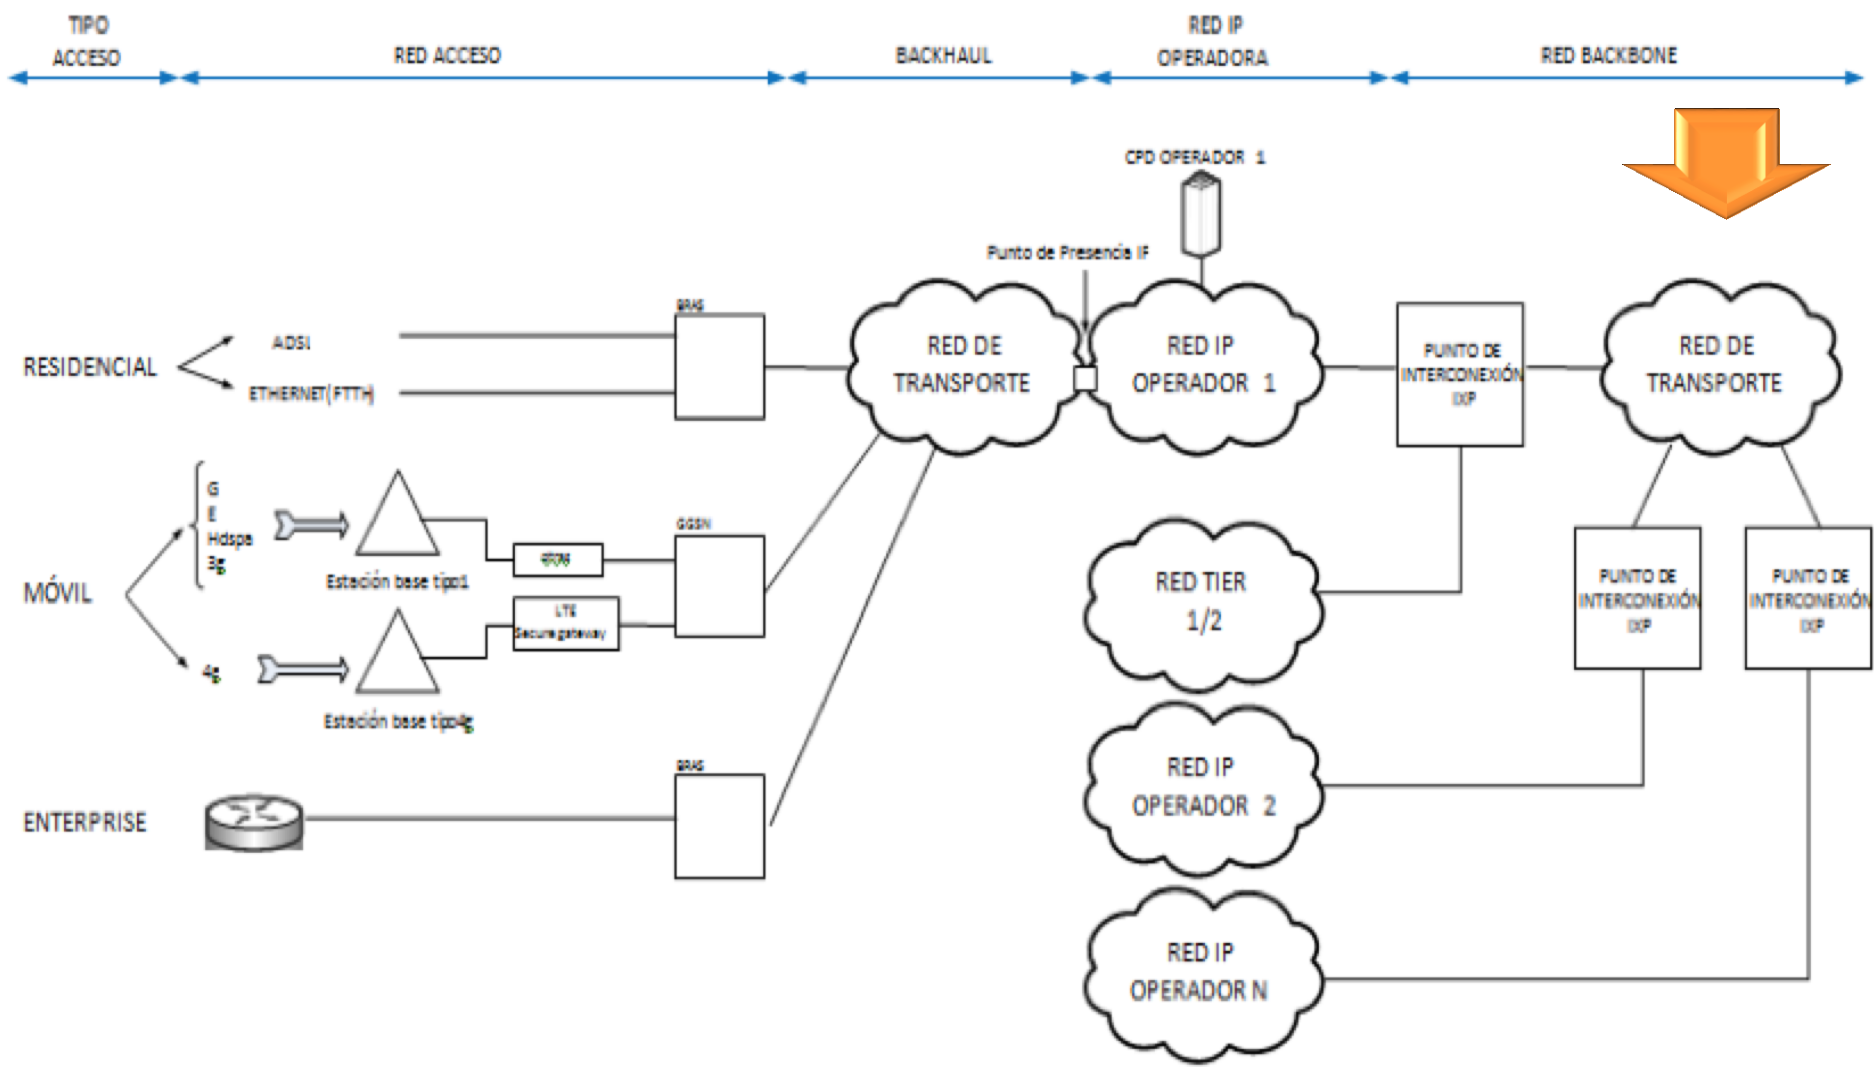 TIPO
ACCESO
RED ACCESO
BACKHAUL
RED IP
OPERADORA
RED BACKBONE
CPD OPERADOR 1
Punto de Presencia IP
BRAS
RESIDENCIAL
ADSL
ETHERNET(FTTH)
RED DE
TRANSPORTE
RED IP
OPERADOR 1
PUNTO DE
INTERCONEXIÓN
IXP
RED DE
TRANSPORTE
MÓVIL
G
E
Hdspa
3g
Estación base tipo1
GGSN
4g
LTE
Secure gateway
Estación base tipo4g
RED TIER
1/2
PUNTO DE
INTERCONEXIÓN
IXP
PUNTO DE
INTERCONEXIÓN
IXP
RED IP
OPERADOR 2
ENTERPRISE
BRAS
RED IP
OPERADOR N